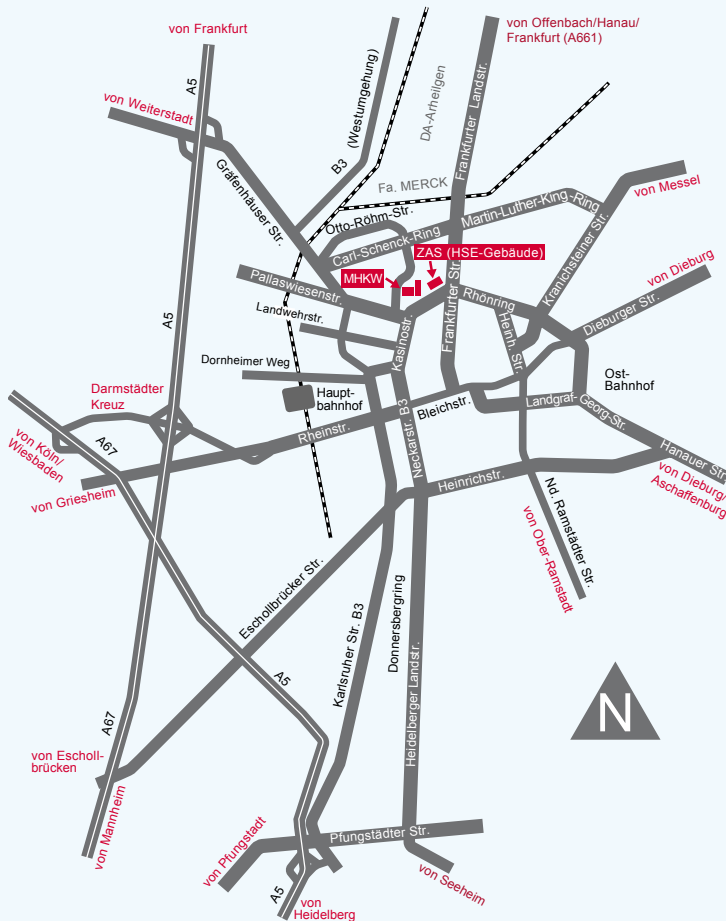 von Frankfurt
von Offenbach/Hanau/
Frankfurt (A661)
A5
B3 (Westumgehung)
DA-Arheilgen
Frankfurter Landstr.
von Weiterstadt
Gräfenhäuser Str.
Fa. MERCK
von Messel
Otto-Röhm-Str.
Martin-Luther-King-Ring
Carl-Schenck-Ring
Kranichsteiner Str.
ZAS (HSE-Gebäude)
MHKW
von Dieburg
Pallaswiesenstr.
Frankfurter Str.
Rhönring
Dieburger Str.
Landwehrstr.
Kasinostr.
Heinh. Str.
A5
Dornheimer Weg
Ost-
Bahnhof
Darmstädter
Kreuz
Haupt-
bahnhof
Bleichstr.
Landgraf-
Georg-Str.
Rheinstr.
Neckarstr. B3
A67
von Köln/
Wiesbaden
Hanauer Str.
von Griesheim
Heinrichstr.
von Dieburg/
Aschaffenburg
Nd. Ramstädter Str.
von Ober-Ramstadt
Eschollbrücker Str.
Karlsruher Str. B3
Donnersbergring
A5
N
A67
Heidelberger Landstr.
von Escholl-
brücken
von Mannheim
Pfungstädter Str.
von Pfungstadt
von Seeheim
A5
von
Heidelberg